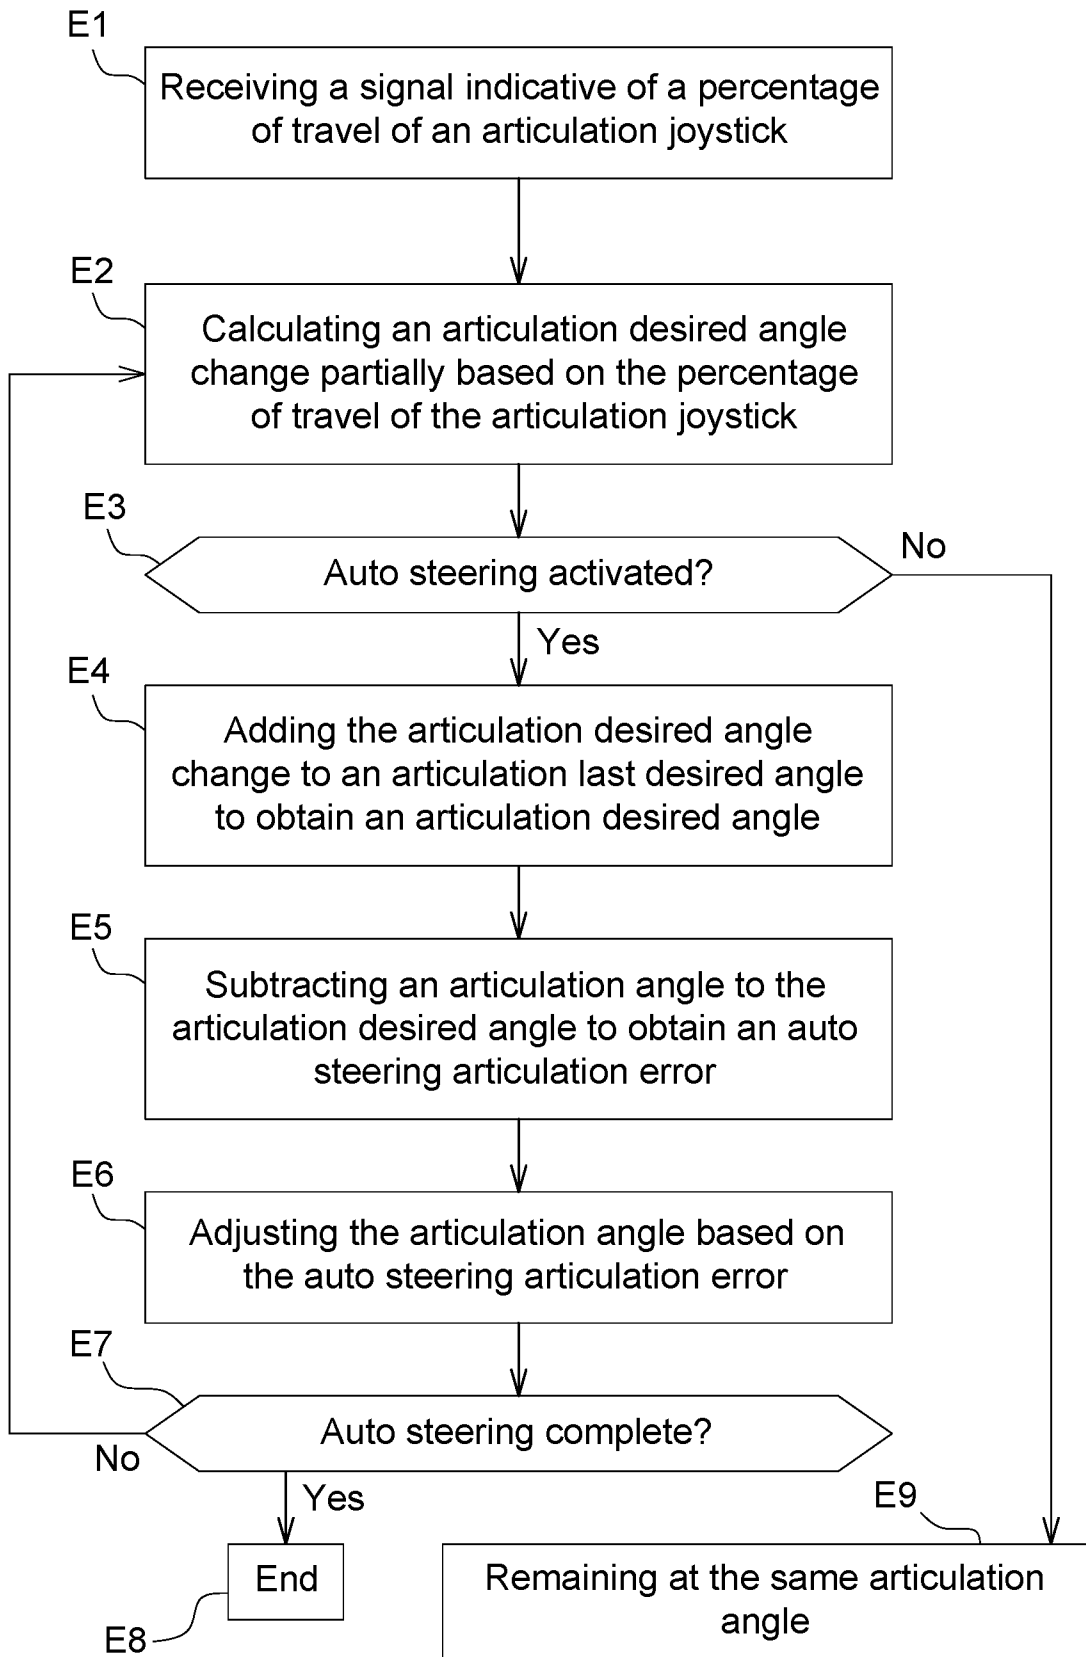 E1
Receiving a signal indicative of a percentage
of travel of an articulation joystick
E2
Calculating an articulation desired angle
change partially based on the percentage
of travel of the articulation joystick
E3
Auto steering activated?
No
Yes
E4
Adding the articulation desired angle
change to an articulation last desired angle
to obtain an articulation desired angle
E5
Subtracting an articulation angle to the
articulation desired angle to obtain an auto
steering articulation error
E6
Adjusting the articulation angle based on
the auto steering articulation error
E7
Auto steering complete?
No
Yes
E9
End
E8
Remaining at the same articulation
angle